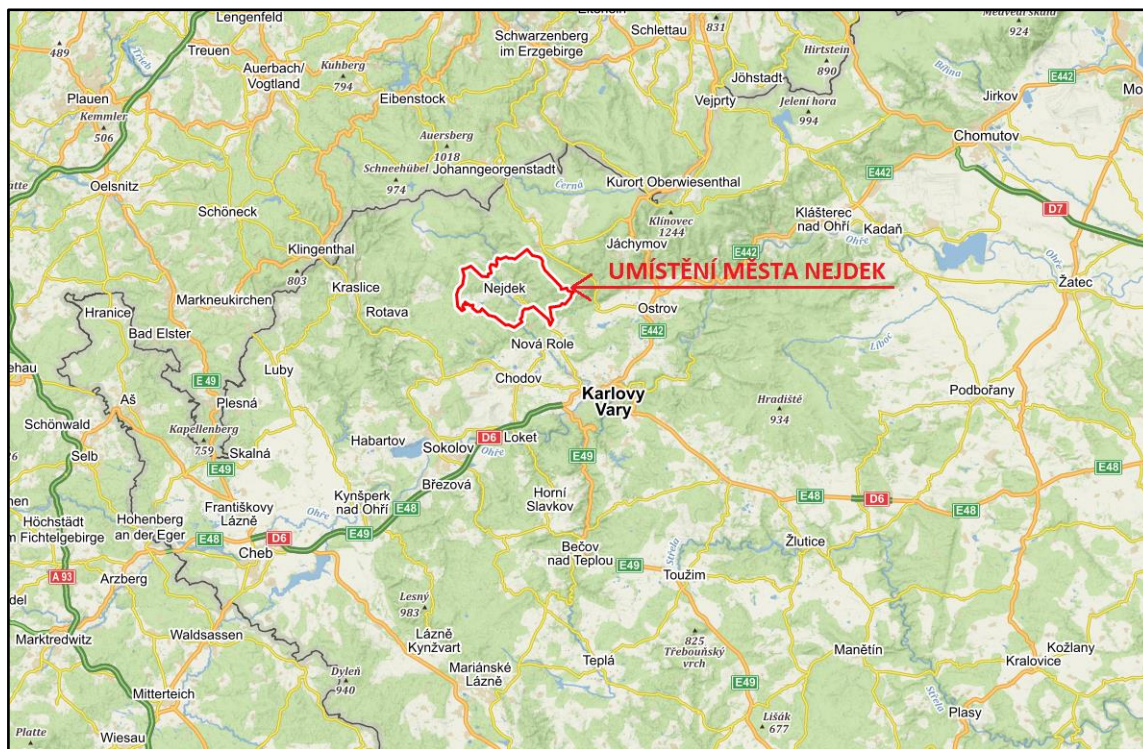 Lengenfeld
489
Treuen
Trieb
Kuhberg
794
Auerbach/
Vogtland
Plauen
Kemmler
506
Eibenstock
Schwarzenberg
im Erzgebirge
Schlettau
831
Hirtstein
890
924
Bílina
E442
Jirkov
Jöhstadt
Vejprty
Jelení hora
994
Chomutov
Auersberg
1018
Schneehübel
974
Johanngeorgenstadt
Platte
Oelsnitz
Schöneck
Černá
Kurort Oberwiesenthal
E442
Klínovec
1244
Klášterec
nad Ohří
Ohře
Kadaň
D7
Klingenthal
803
Jáchymov
E442
Ohře
Žatec
UMÍSTĚNÍ MĚSTA NEJDEK
Nejdek
Markneukirchen
Kraslice
Rotava
Ostrov
Hranice
Bad Elster
E442
Nová Role
Liboc
Luby
Chodov
Karlovy
Vary
E 49
Plesná
Aš
Hradiště
934
Podbořany
Schönwald
Kapellenberg
759
Skalná
Selb
Habartov
Sokolov
D6
Loket
Ohře
E49
E49
E48
Březová
Františkovy
Lázně
Kynšperk
nad Ohří
Horní
Slavkov
E48
D6
E48
Höchstädt
Fichtelgebirge
Hohenberg
an der Eger
Ohře
E48
D6
E49
E48
Cheb
Bečov
nad Teplou
Střela
Žlutice
E49
Toužim
A 93
Arzberg
Lesný
983
Marktredwitz
Waldsassen
Lázně
Kynžvart
825
Třebouňský
vrch
Manětín
Kožlany
Kralovice
Teplá
Mariánské
Lázně
Dyleň
940
E49
Střela
Mitterteich
Lišák
677
Plasy
Platte
Wiesau